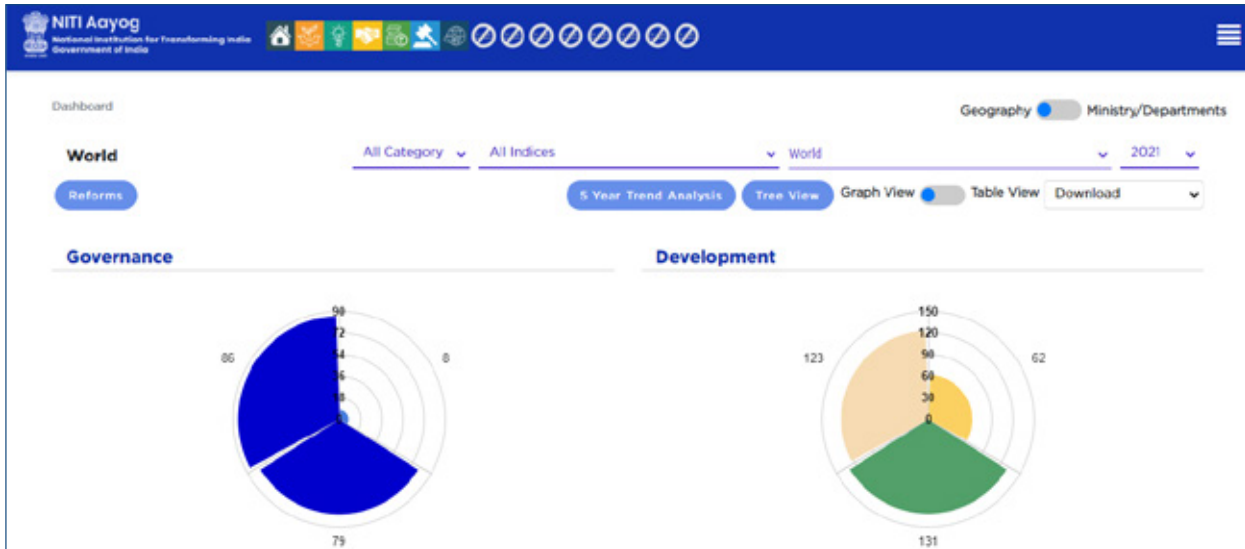 NITI Aayog
National Institution for Transforming India
Government of India
Dashboard
Geography Ministry/Departments
World All Category All Indices World 2021
Reforms 5 Year Trend Analysis Tree View Graph View Table View Download
Governance Development
90
72
54
36
18
0
86
8
79
150
120
90
60
30
0
123
62
131